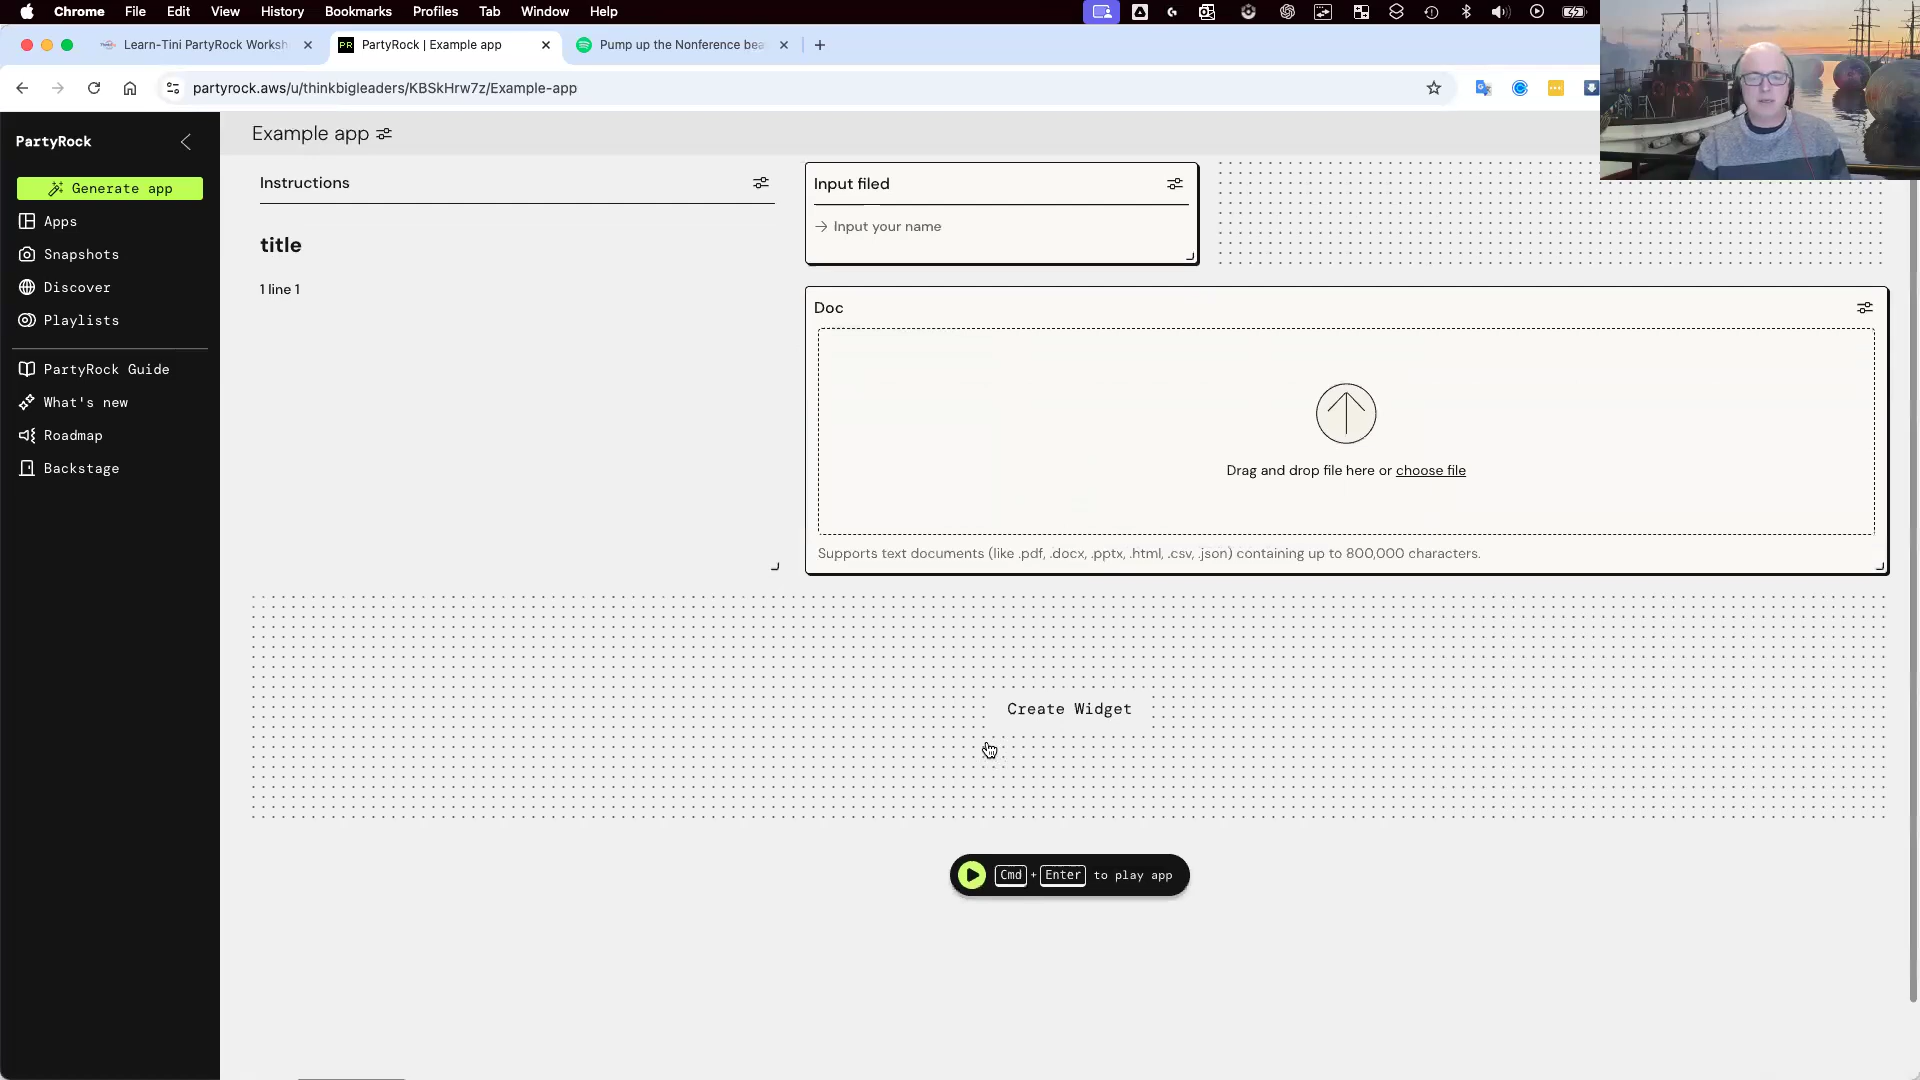 Chrome File Edit View History Bookmarks Profiles Tab Window Help
Learn-Tini PartyRock Worksh
PartyRock | Example app
Pump up the Nonference bea
partyrock.aws/u/thinkbigleaders/KBSkHrw7z/Example-app
PartyRock
Generate app
Apps
Snapshots
Discover
Playlists
PartyRock Guide
What's new
Roadmap
Backstage
Example app
Instructions
title
1 line 1
Input filed
Input your name
Doc
Drag and drop file here or choose file
Supports text documents (like .pdf, .docx, .pptx, .html, .csv, .json) containing up to 800,000 characters.
Create Widget
Cmd + Enter to play app